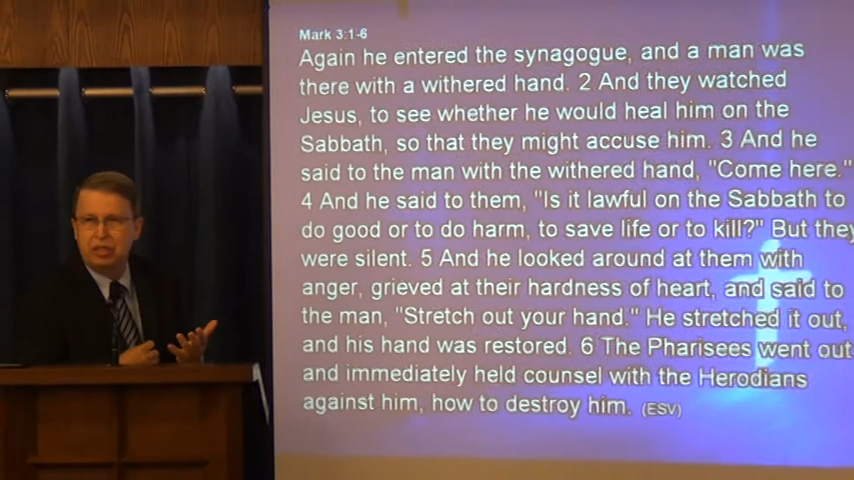 Mark 3:1-6
Again he entered the synagogue, and a man was
there with a withered hand. 2 And they watched
Jesus, to see whether he would heal him on the
Sabbath, so that they might accuse him. 3 And he
said to the man with the withered hand, "Come here."
4 And he said to them, "Is it lawful on the Sabbath to
do good or to do harm, to save life or to kill?" But they
were silent. 5 And he looked around at them with
anger, grieved at their hardness of heart, and said to
the man, "Stretch out your hand." He stretched it out,
and his hand was restored. 6 The Pharisees went out
and immediately held counsel with the Herodians
against him, how to destroy him. (ESV)